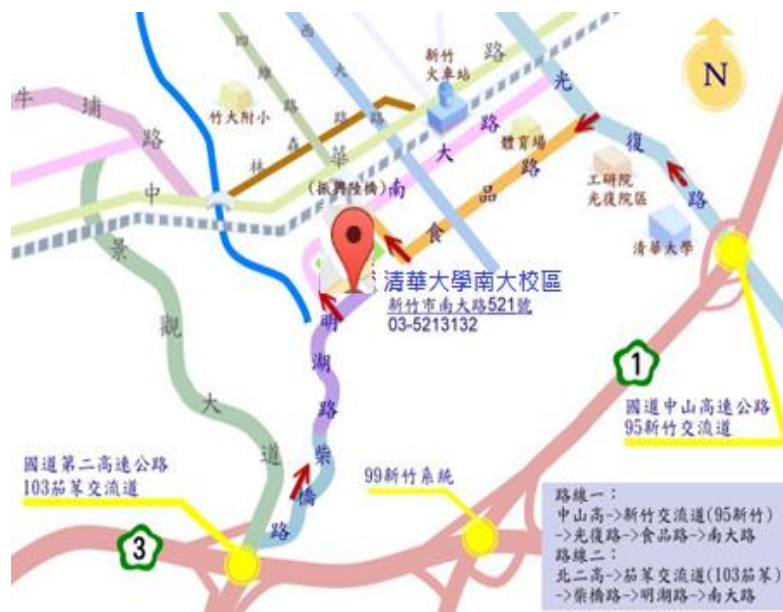 牛埔路
四維路
西大路
新竹
火車站
路
光
復
路
竹大附小
林森路
華
中
(振興陸橋)
南大路
體育場
食品路
工研院
光復院區
清華大學
N
景觀大道
清華大學南大校區
新竹市南大路521號
03-5213132
明湖路
柴橋路
1
國道中山高速公路
95新竹交流道
國道第二高速公路
103茄苳交流道
99新竹系統
3
路線一：
中山高->新竹交流道(95新竹)
->光復路->食品路->南大路
路線二：
北二高->茄苳交流道(103茄苳)
->柴橋路->明湖路->南大路